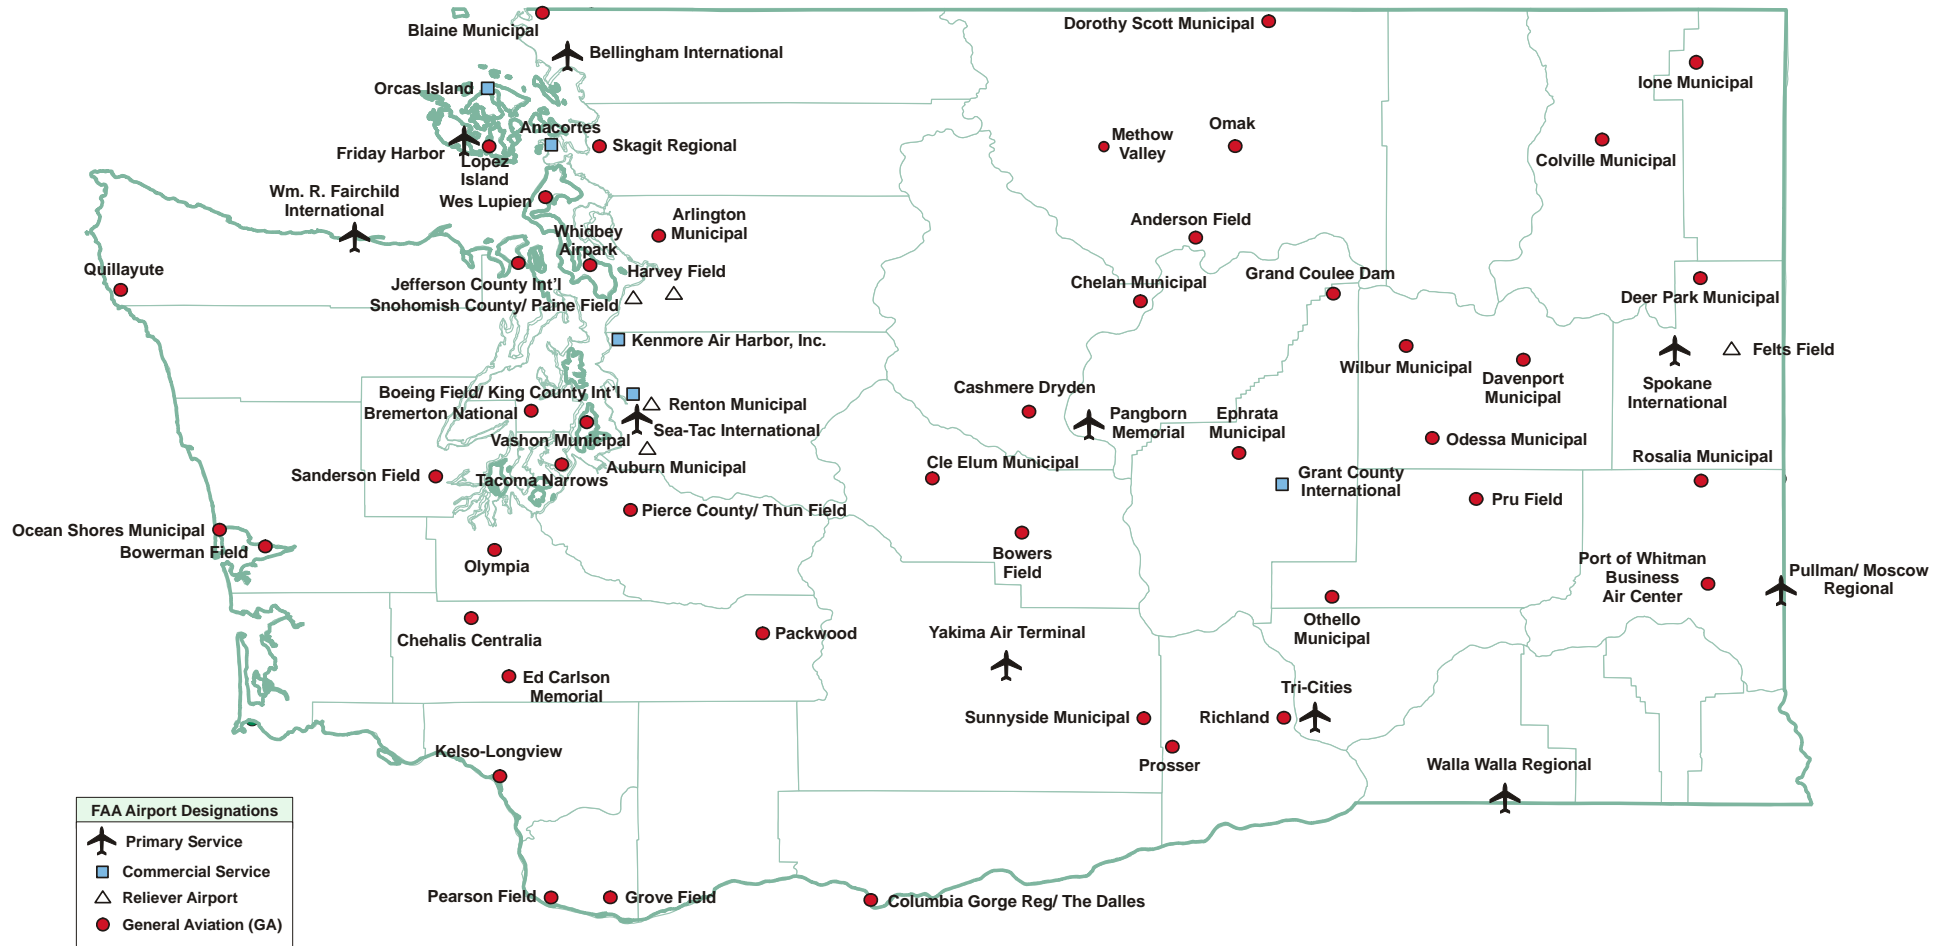 Blaine Municipal
Bellingham International
Dorothy Scott Municipal
Ione Municipal
Orcas Island
Anacortes
Skagit Regional
Friday Harbor
Lopez
Island
Methow
Valley
Omak
Colville Municipal
Wm. R. Fairchild
International
Wes Lupien
Arlington
Municipal
Whidbey
Airpark
Anderson Field
Quillayute
Harvey Field
Jefferson County Int'l
Snohomish County/ Paine Field
Chelan Municipal
Grand Coulee Dam
Deer Park Municipal
Kenmore Air Harbor, Inc.
Wilbur Municipal
Davenport
Municipal
Spokane
International
Felts Field
Boeing Field/ King County Int'l
Bremerton National
Renton Municipal
Sea-Tac International
Vashon Municipal
Cashmere Dryden
Pangborn
Memorial
Ephrata
Municipal
Odessa Municipal
Sanderson Field
Tacoma Narrows
Auburn Municipal
Cle Elum Municipal
Grant County
International
Rosalia Municipal
Pru Field
Pierce County/ Thun Field
Ocean Shores Municipal
Bowerman Field
Olympia
Bowers
Field
Port of Whitman
Business
Air Center
Pullman/ Moscow
Regional
Chehalis Centralia
Packwood
Yakima Air Terminal
Othello
Municipal
Ed Carlson
Memorial
Sunnyside Municipal
Richland
Tri-Cities
Prosser
Walla Walla Regional
Kelso-Longview
Pearson Field
Grove Field
Columbia Gorge Reg/ The Dalles
FAA Airport Designations
Primary Service
Commercial Service
Reliever Airport
General Aviation (GA)